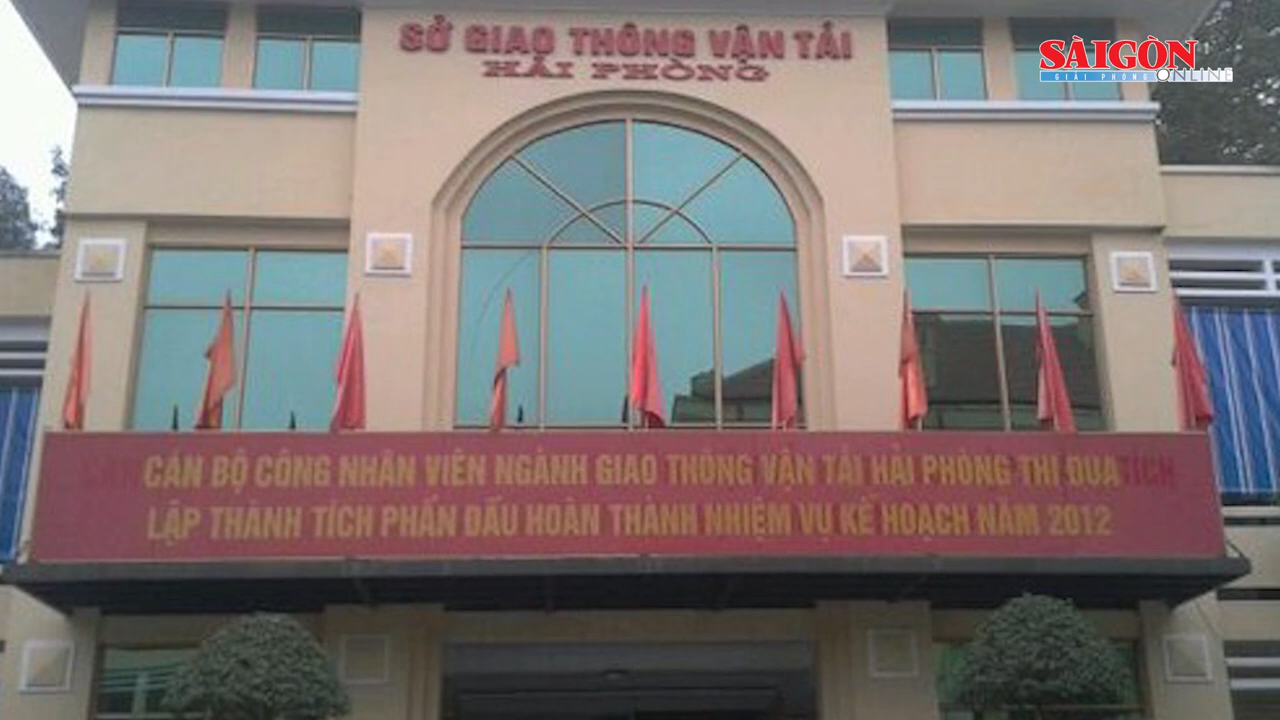 SỞ GIAO THÔNG VẬN TẢI
HẢI PHÒNG
SÀIGÒN
GIẢI PHÓNG ONLINE
CÁN BỘ CÔNG NHÂN VIÊN NGÀNH GIAO THÔNG VẬN TẢI HẢI PHÒNG THI ĐUA
LẬP THÀNH TÍCH PHẤN ĐẤU HOÀN THÀNH NHIỆM VỤ KẾ HOẠCH NĂM 2012